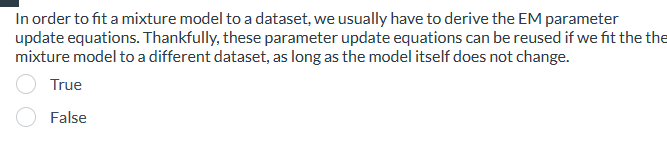 In order to fit a mixture model to a dataset, we usually have to derive the EM parameter
update equations. Thankfully, these parameter update equations can be reused if we fit the the
mixture model to a different dataset, as long as the model itself does not change.
True
False